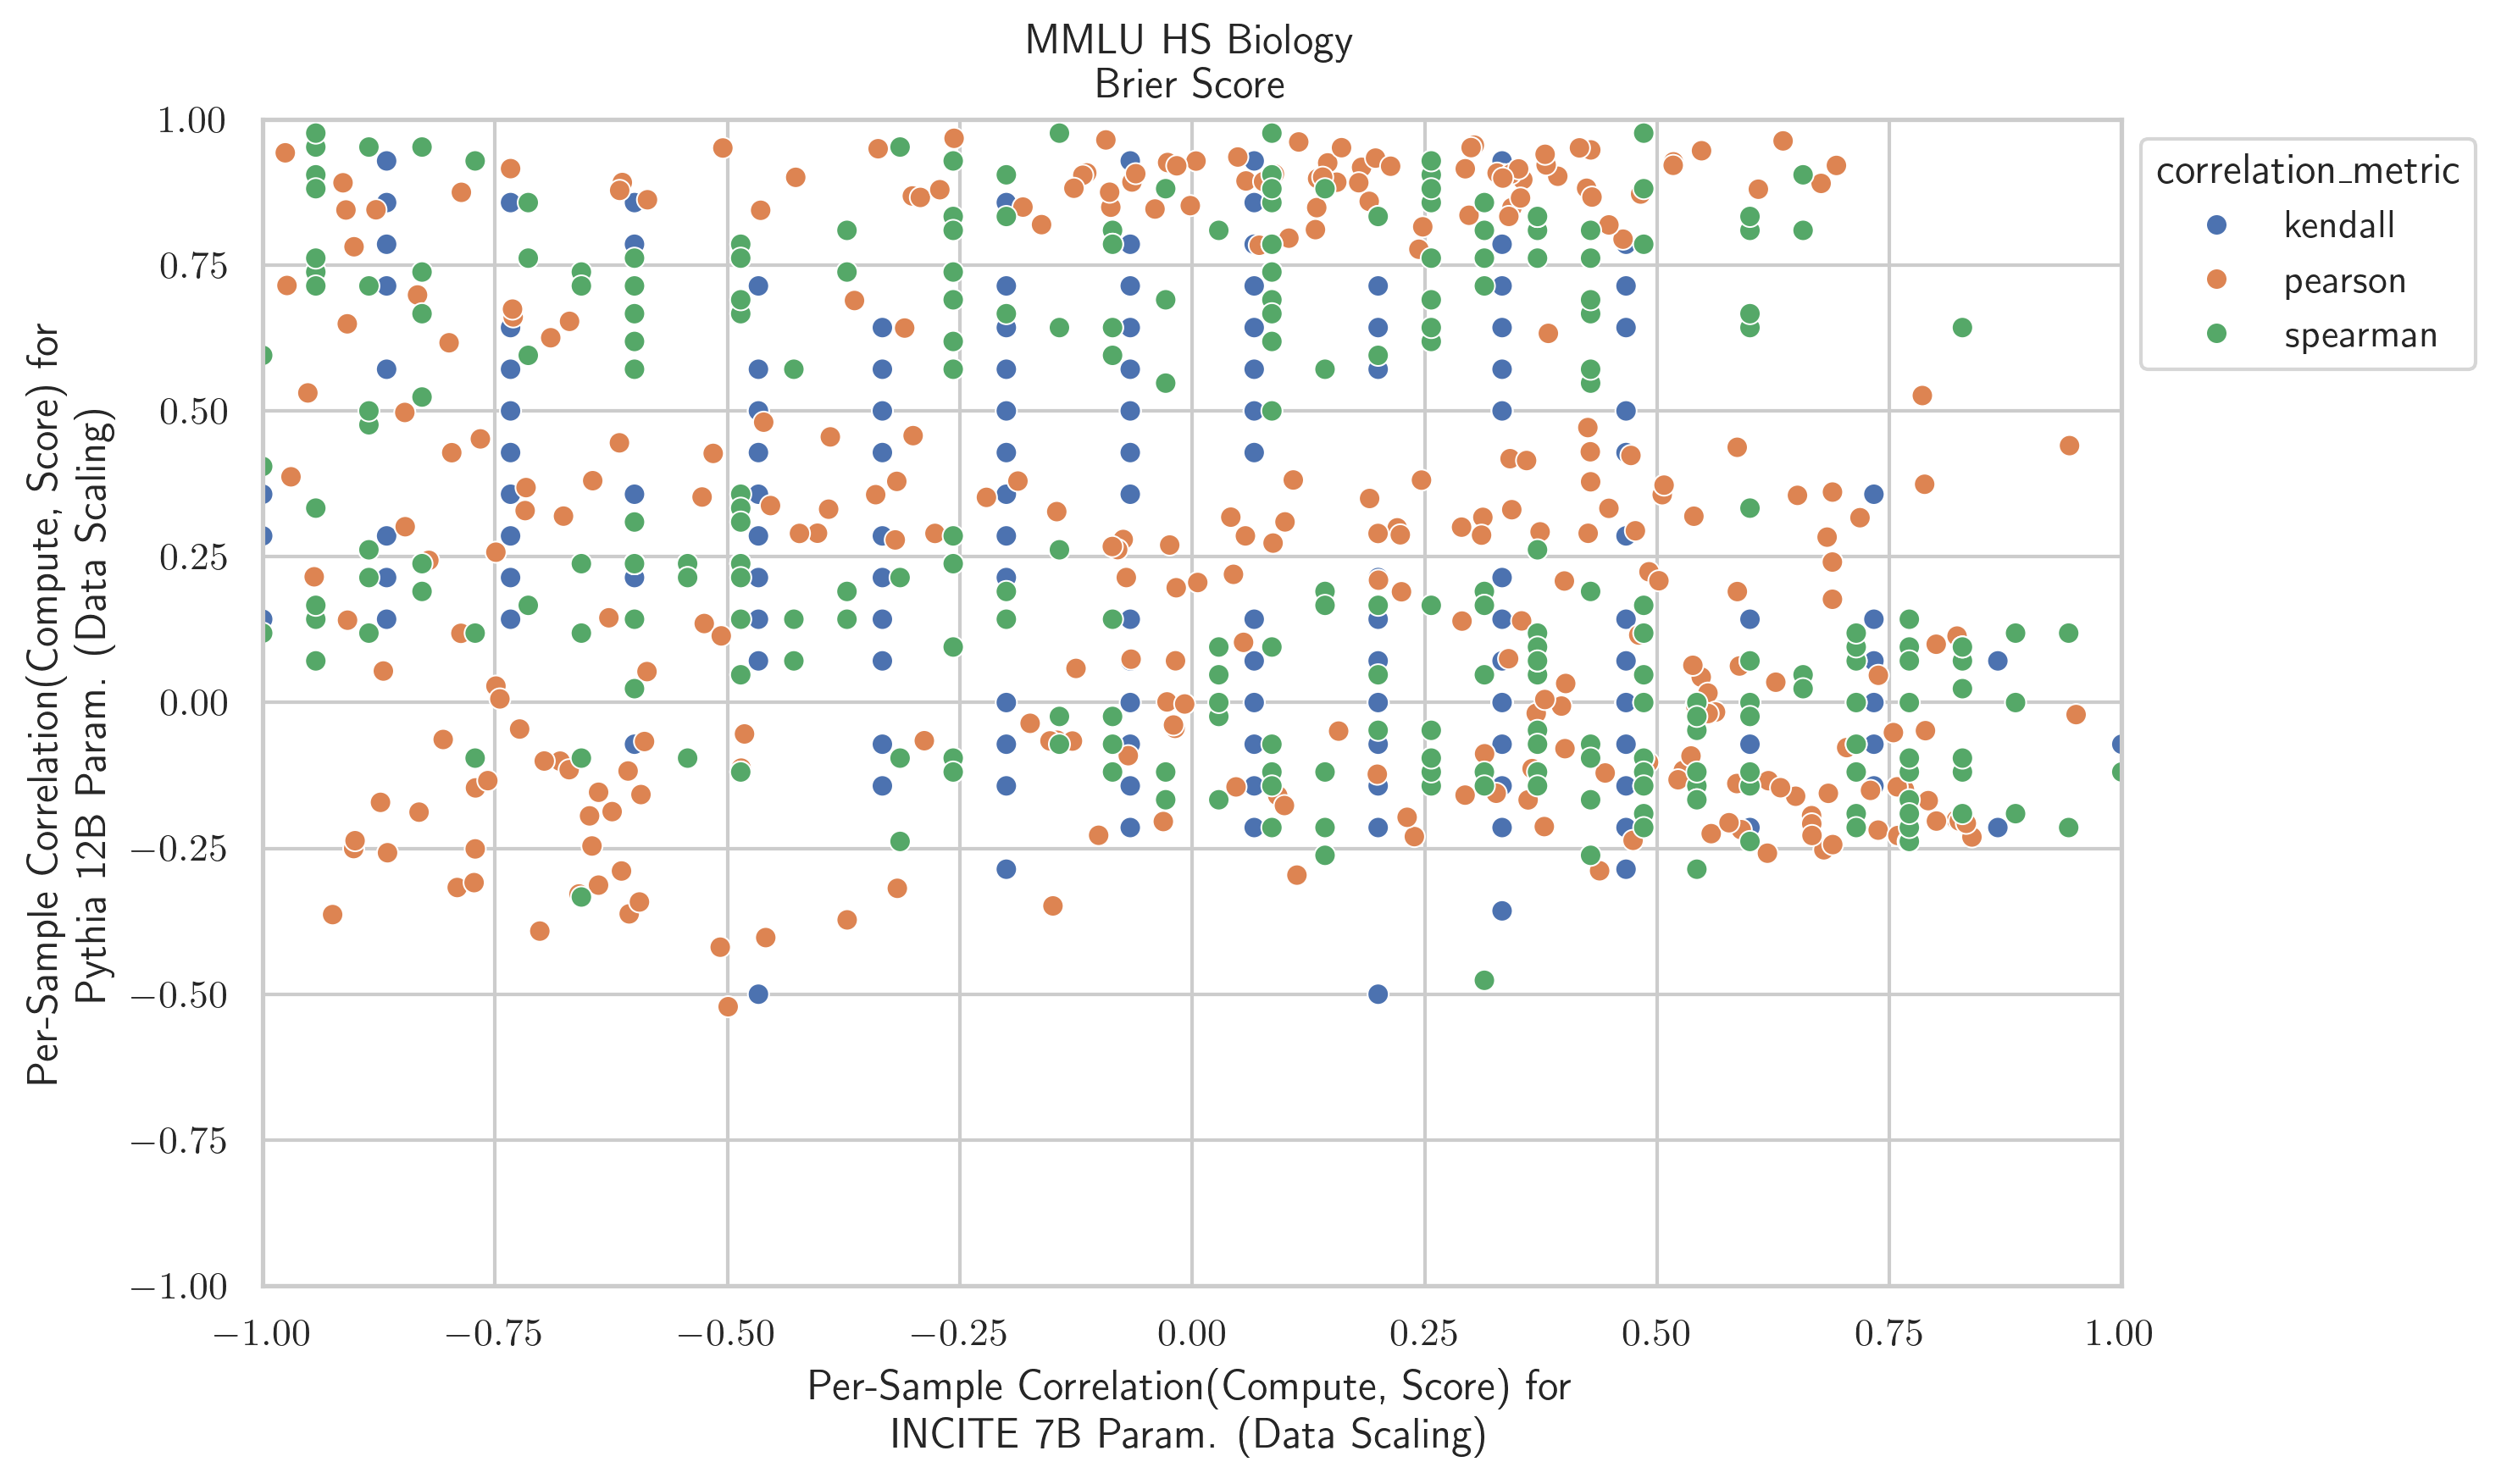 MMLU HS Biology
Brier Score
Per-Sample Correlation(Compute, Score) for
Pythia 12B Param. (Data Scaling)
1.00
0.75
0.50
0.25
0.00
−0.25
−0.50
−0.75
−1.00
−1.00
−0.75
−0.50
−0.25
0.00
0.25
0.50
0.75
1.00
Per-Sample Correlation(Compute, Score) for
INCITE 7B Param. (Data Scaling)
correlation_metric
kendall
pearson
spearman